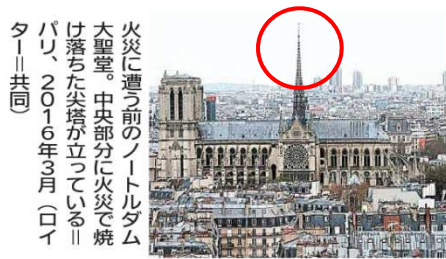 火災に遭う前のノートルダム
大聖堂。中央部分に火災で焼
け落ちた尖塔が立っている＝
パリ、２０１６年３月（ロイ
ター＝共同）